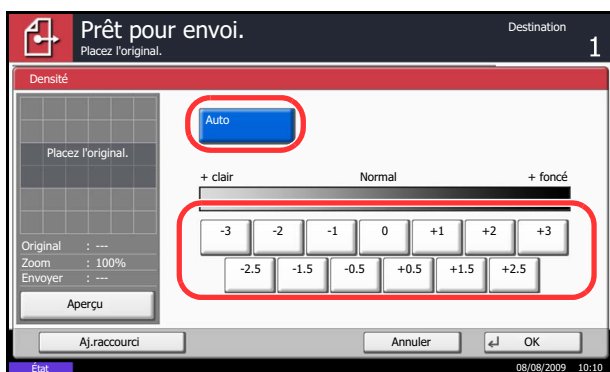 Prêt pour envoi.
Placez l'original.
Destination
1
Densité
Placez l'original.
Auto
+ clair Normal + foncé
-3 -2 -1 0 +1 +2 +3
-2.5 -1.5 -0.5 +0.5 +1.5 +2.5
Original : ---
Zoom : 100%
Envoyer : ---
Aperçu
Aj.raccourci Annuler OK
État 08/08/2009 10:10